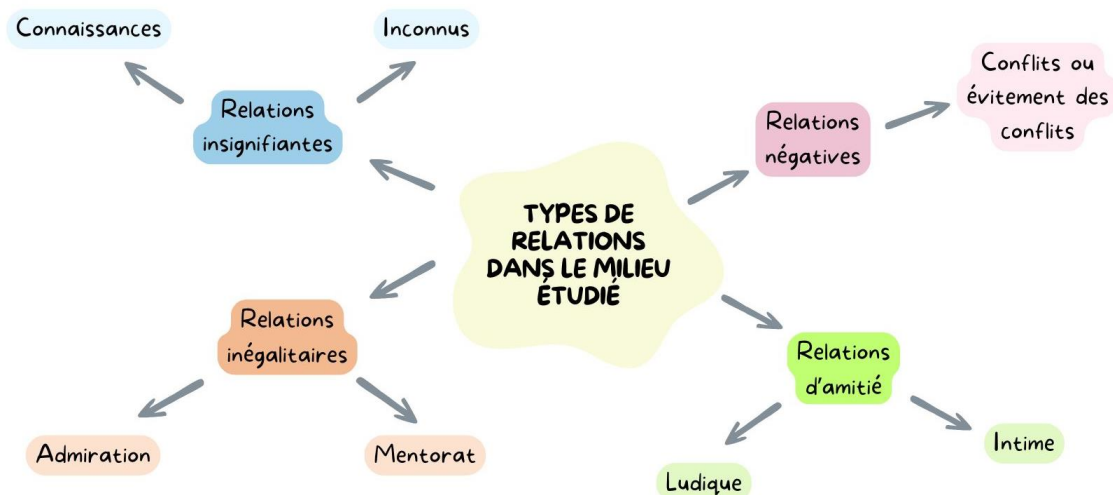 Connaissances
Inconnus
Relations
insignifiantes
Relations
négatives
Conflits ou
évitement des
conflits
TYPES DE
RELATIONS
DANS LE MILIEU
ÉTUDIÉ
Relations
inégalitaires
Admiration
Mentorat
Relations
d'amitié
Ludique
Intime